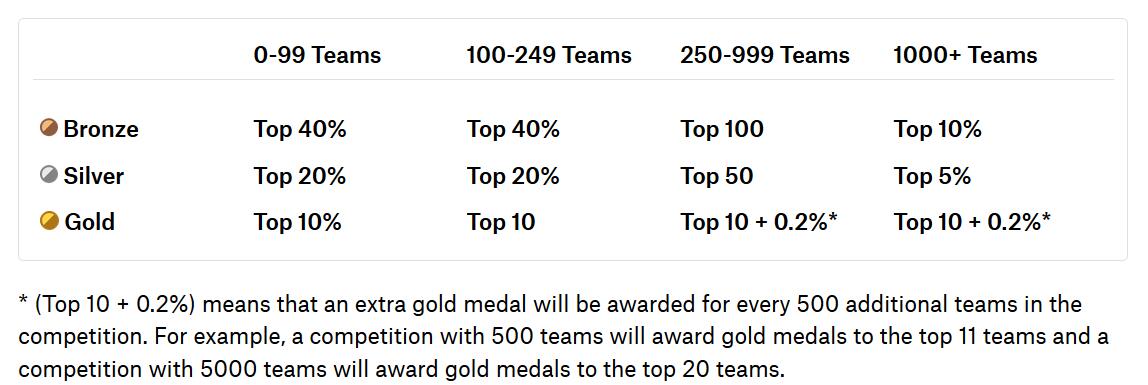 0-99 Teams 100-249 Teams 250-999 Teams 1000+ Teams
Bronze Top 40% Top 40% Top 100 Top 10%
Silver Top 20% Top 20% Top 50 Top 5%
Gold Top 10% Top 10 Top 10 + 0.2%* Top 10 + 0.2%*
* (Top 10 + 0.2%) means that an extra gold medal will be awarded for every 500 additional teams in the
competition. For example, a competition with 500 teams will award gold medals to the top 11 teams and a
competition with 5000 teams will award gold medals to the top 20 teams.